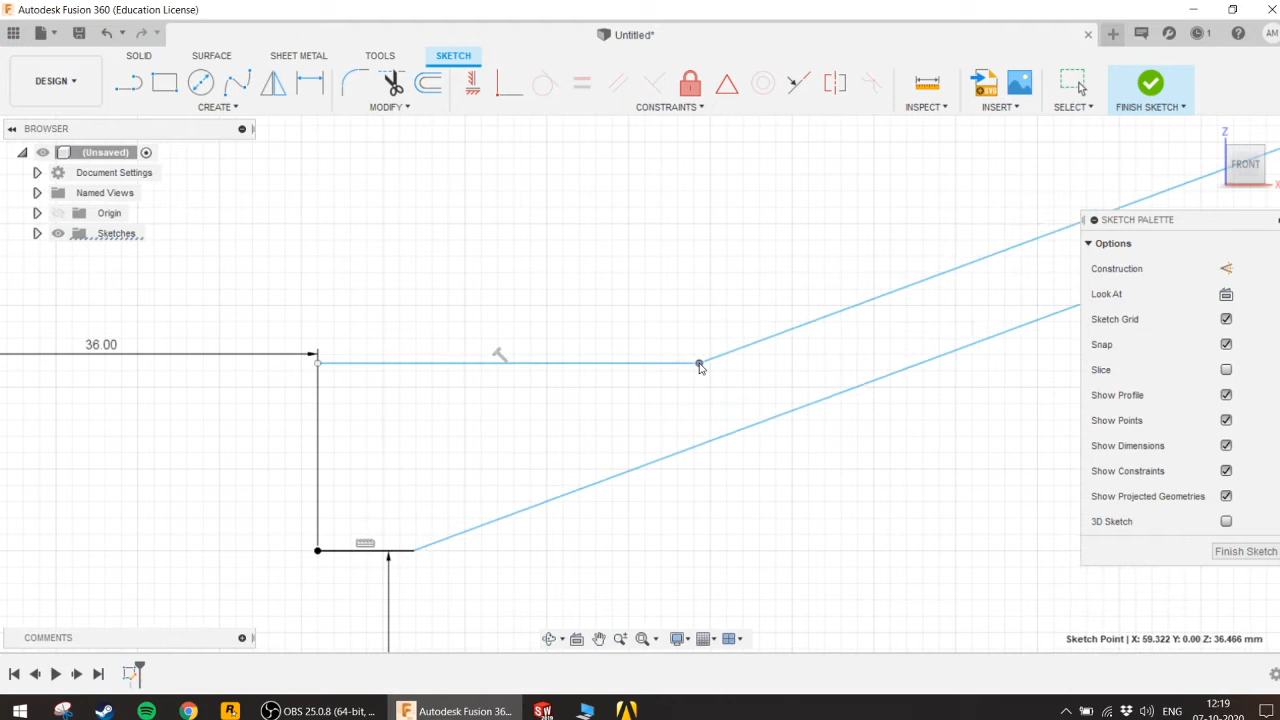 Autodesk Fusion 360 (Education License)
Untitled*
1
AM
DESIGN
SOLID
SURFACE
SHEET METAL
TOOLS
SKETCH
CREATE
MODIFY
CONSTRAINTS
INSPECT
INSERT
SELECT
FINISH SKETCH
BROWSER
(Unsaved)
Document Settings
Named Views
Origin
Sketches
Z
FRONT
X
36.00
SKETCH PALETTE
Options
Construction
Look At
Sketch Grid
Snap
Slice
Show Profile
Show Points
Show Dimensions
Show Constraints
Show Projected Geometries
3D Sketch
Finish Sketch
COMMENTS
Sketch Point | X: 59.322 Y: 0.00 Z: 36.466 mm
OBS 25.0.8 (64-bit, ...
Autodesk Fusion 36...
ENG
12:19
07-10-2020